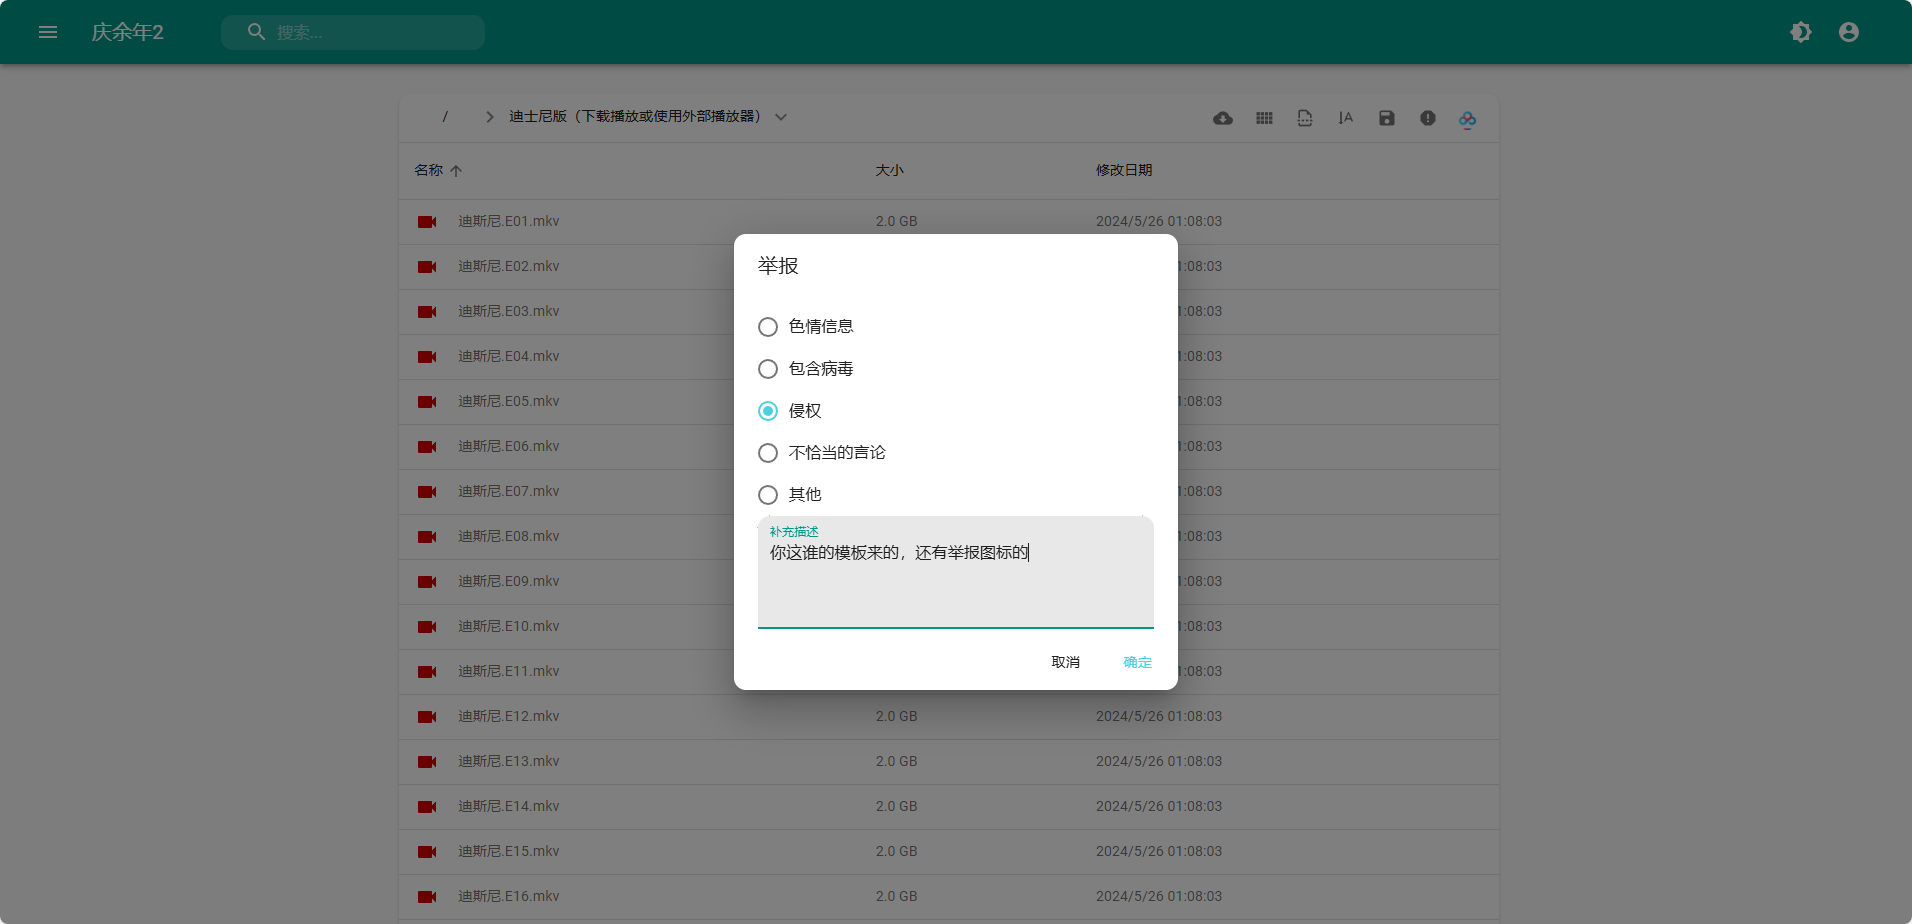 庆余年2
搜索...
/
迪士尼版（下载播放或使用外部播放器）
名称
大小
修改日期
迪斯尼.E01.mkv
2.0 GB
2024/5/26 01:08:03
迪斯尼.E02.mkv
1:08:03
迪斯尼.E03.mkv
1:08:03
迪斯尼.E04.mkv
1:08:03
迪斯尼.E05.mkv
1:08:03
迪斯尼.E06.mkv
1:08:03
迪斯尼.E07.mkv
1:08:03
迪斯尼.E08.mkv
1:08:03
迪斯尼.E09.mkv
1:08:03
迪斯尼.E10.mkv
1:08:03
迪斯尼.E11.mkv
1:08:03
迪斯尼.E12.mkv
2.0 GB
2024/5/26 01:08:03
迪斯尼.E13.mkv
2.0 GB
2024/5/26 01:08:03
迪斯尼.E14.mkv
2.0 GB
2024/5/26 01:08:03
迪斯尼.E15.mkv
2.0 GB
2024/5/26 01:08:03
迪斯尼.E16.mkv
2.0 GB
2024/5/26 01:08:03
举报
色情信息
包含病毒
侵权
不恰当的言论
其他
补充描述
你这谁的模板来的，还有举报图标的
取消
确定